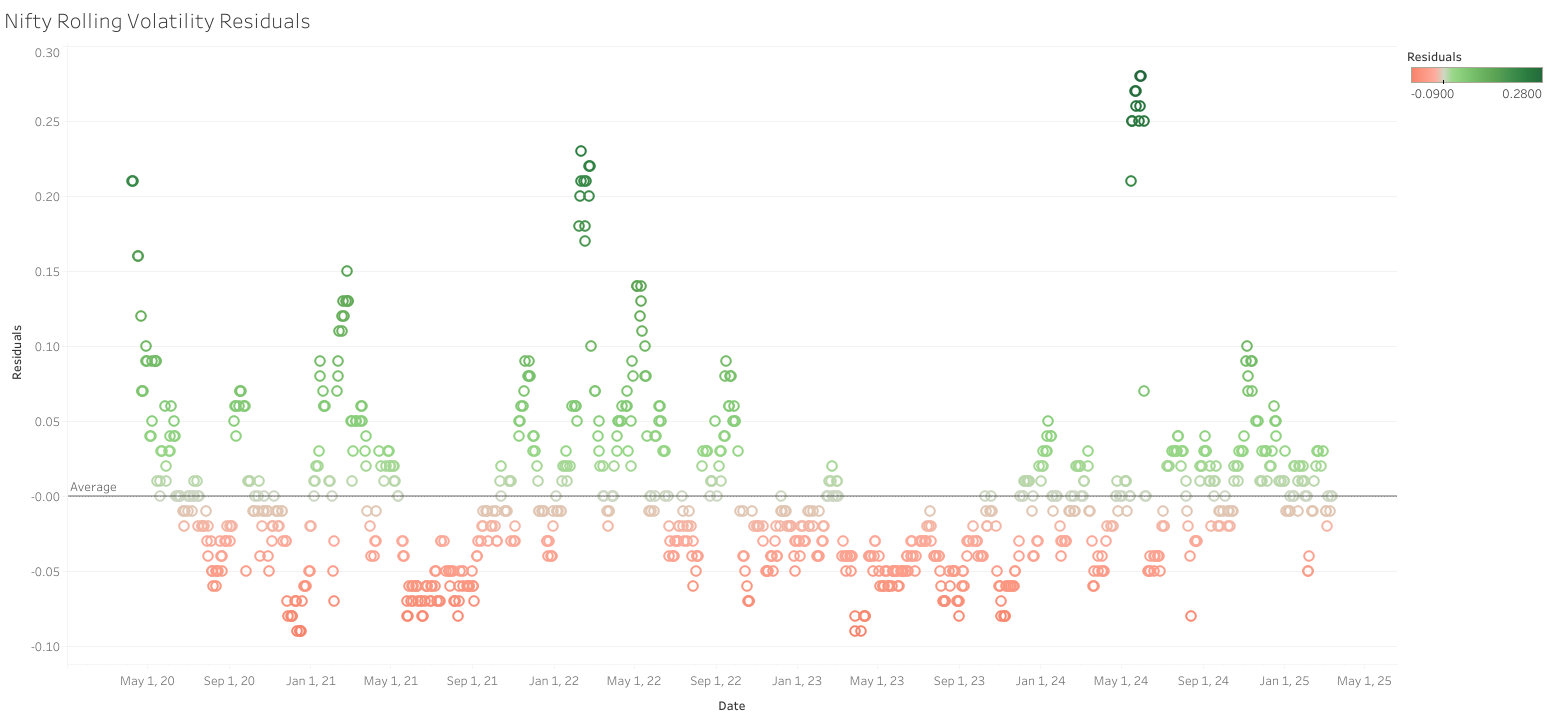 Nifty Rolling Volatility Residuals
Residuals
-0.0900 0.2800
0.30
0.25
0.20
0.15
0.10
0.05
-0.00
-0.05
-0.10
Average
Residuals
May 1, 20 Sep 1, 20 Jan 1, 21 May 1, 21 Sep 1, 21 Jan 1, 22 May 1, 22 Sep 1, 22 Jan 1, 23 May 1, 23 Sep 1, 23 Jan 1, 24 May 1, 24 Sep 1, 24 Jan 1, 25 May 1, 25
Date